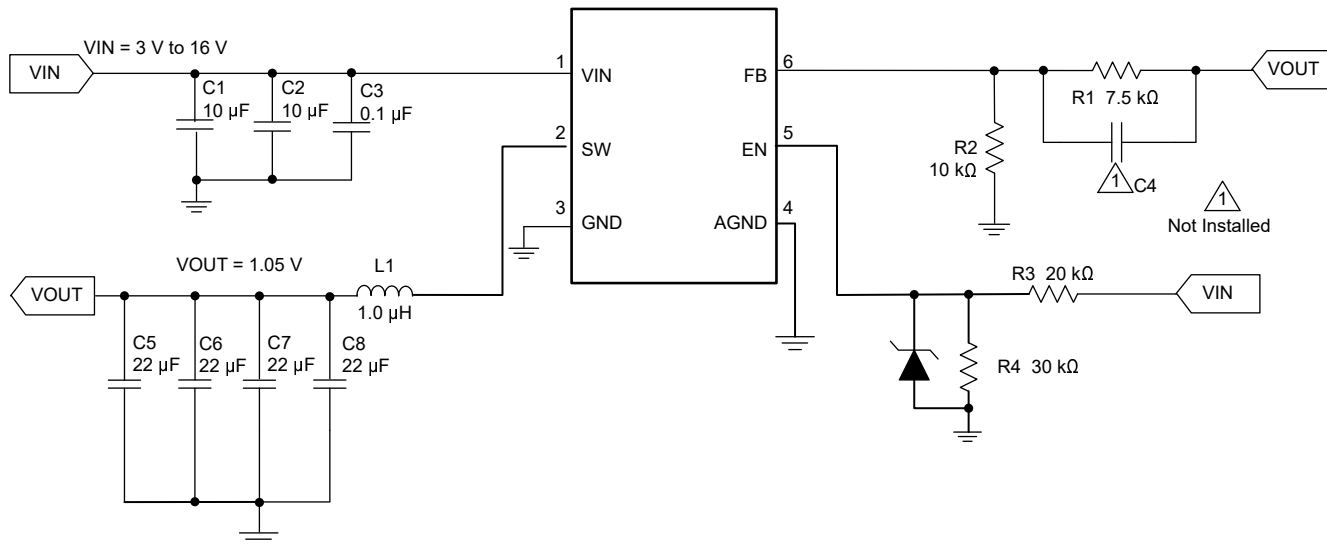 VIN = 3 V to 16 V
VIN
C1
10 µF
C2
10 µF
C3
0.1 µF
1
VIN
2
SW
3
GND
6
FB
5
EN
4
AGND
R2
10 kΩ
R1 7.5 kΩ
VOUT
1
C4
1
Not Installed
VOUT = 1.05 V
VOUT
L1
1.0 µH
C5
22 µF
C6
22 µF
C7
22 µF
C8
22 µF
R3 20 kΩ
VIN
R4 30 kΩ